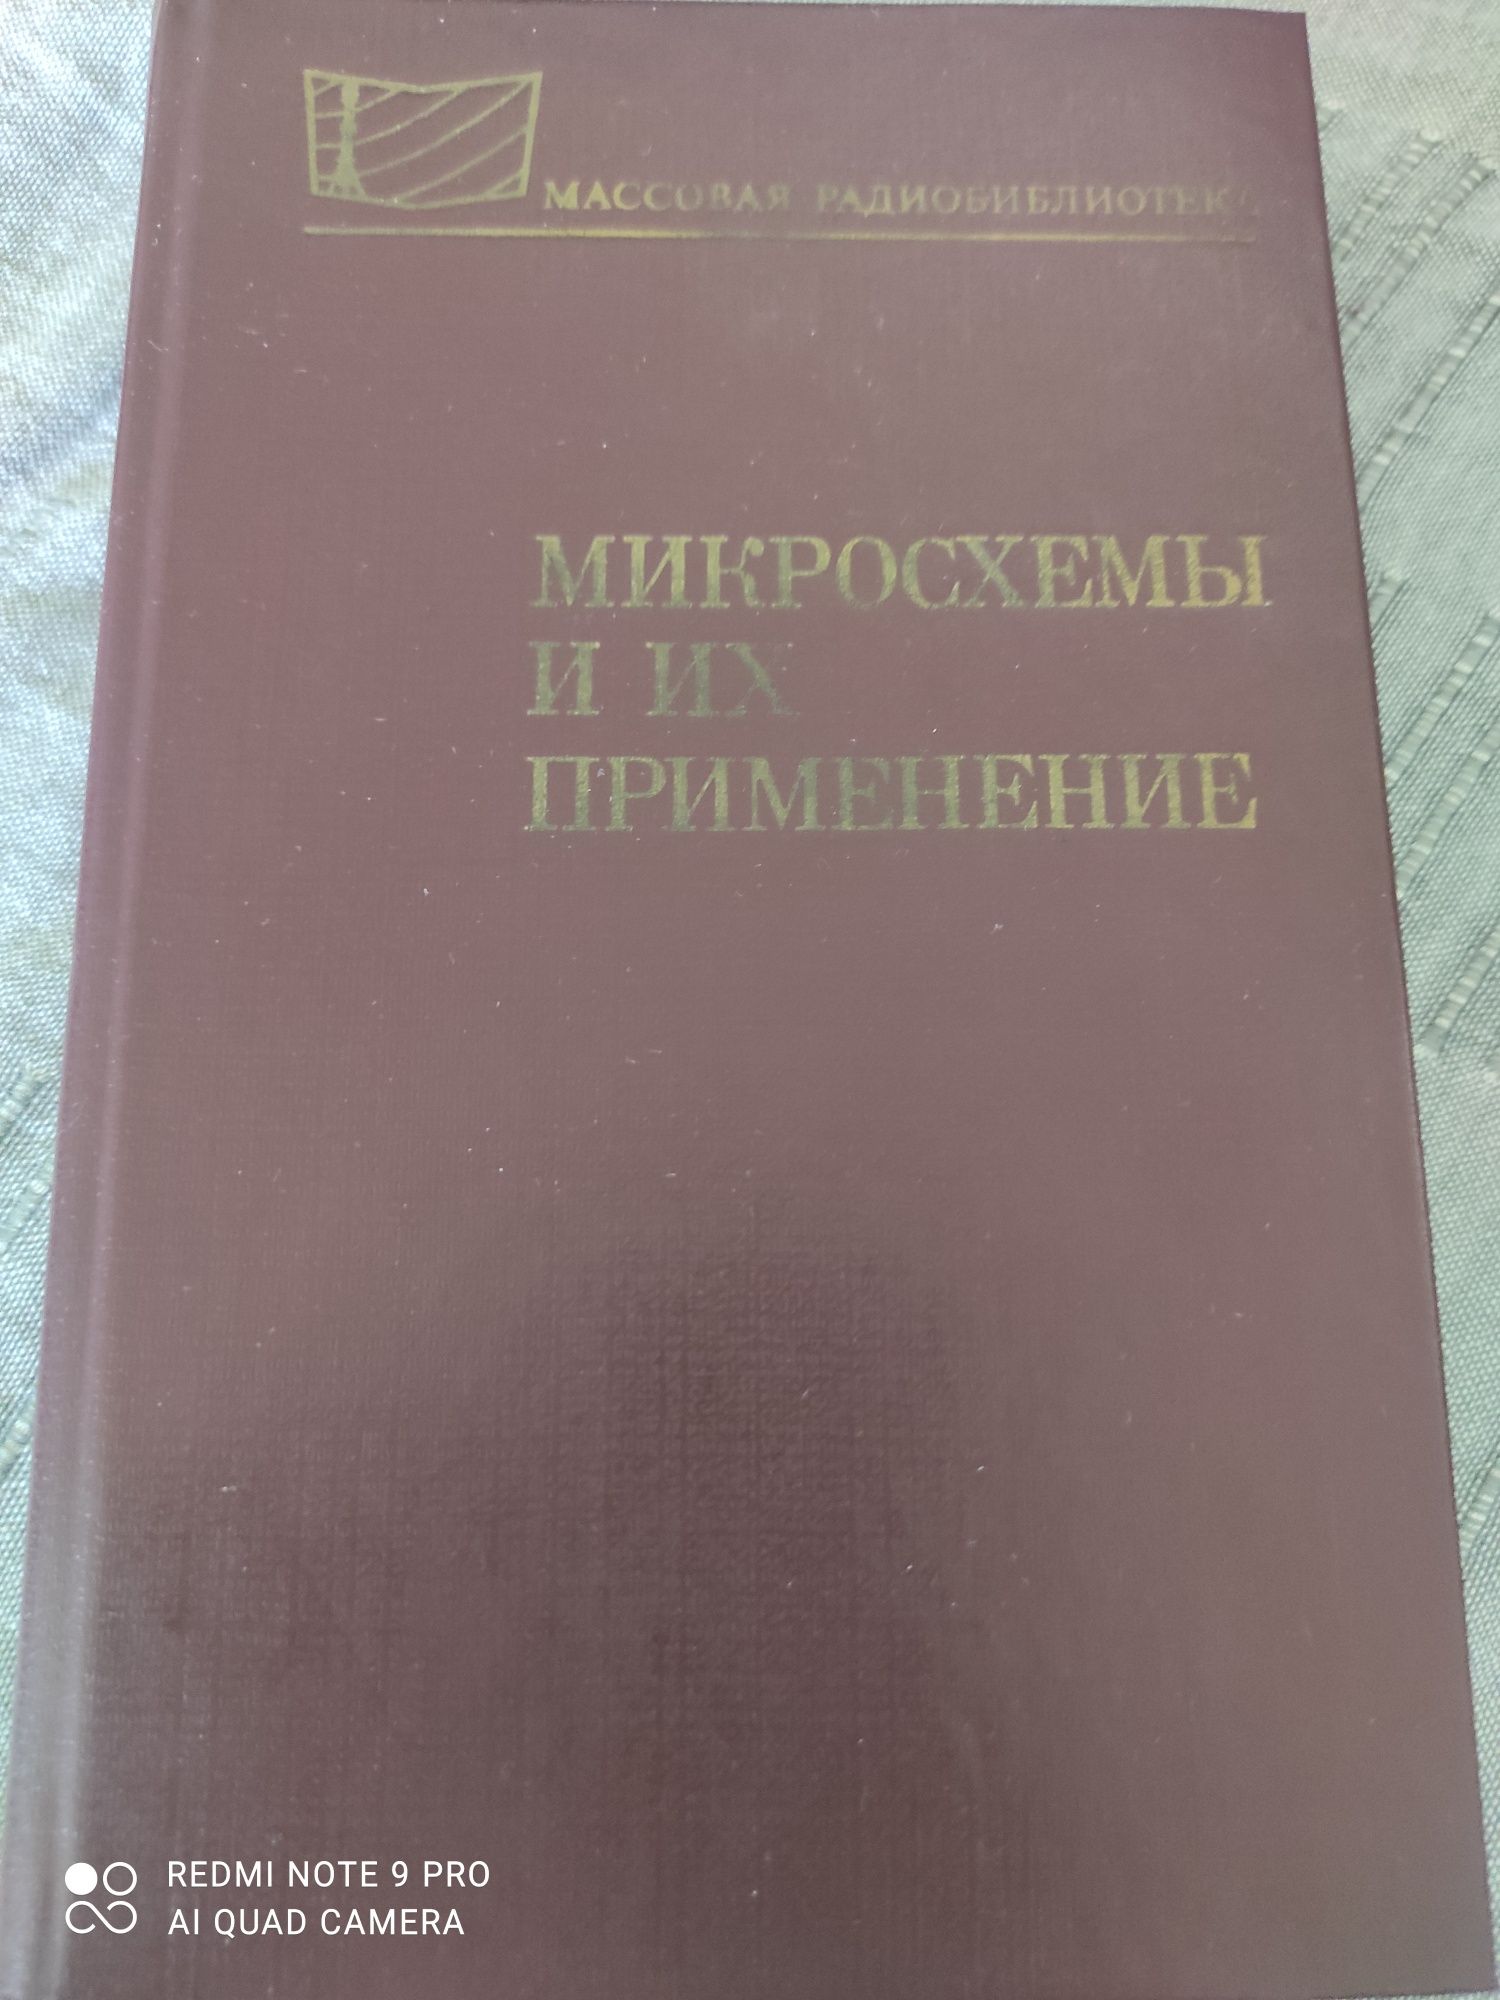 МАССОВАЯ РАДИОБИБЛИОТЕКА
МИКРОСХЕМЫ
И ИХ
ПРИМЕНЕНИЕ
REDMI NOTE 9 PRO
AI QUAD CAMERA